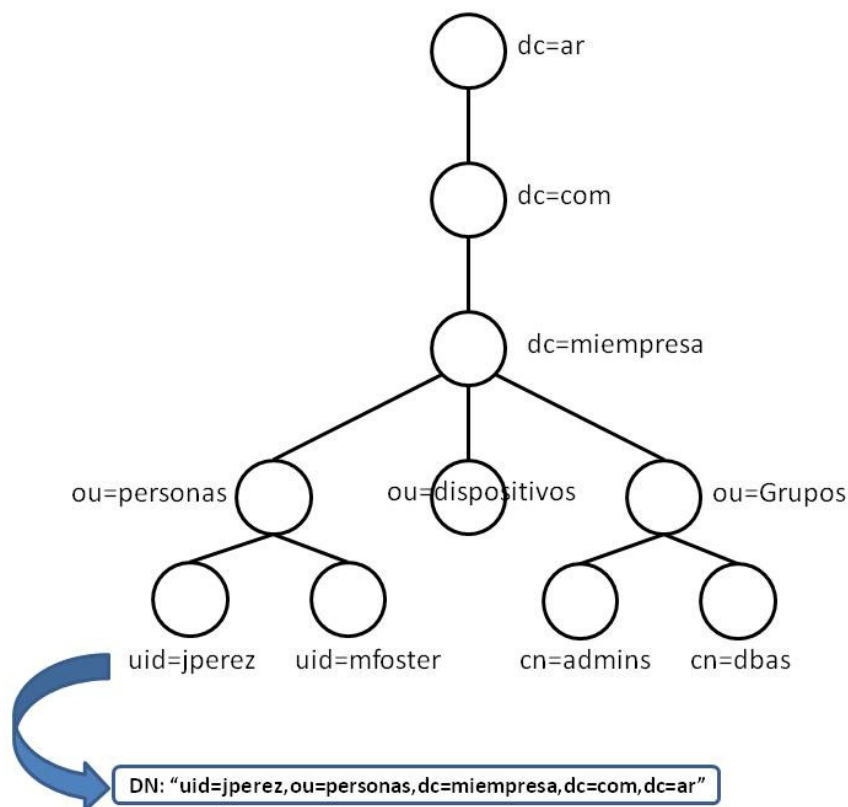 dc=ar
dc=com
dc=miempresa
ou=personas
ou=dispositivos
ou=Grupos
uid=jperez
uid=mfoster
cn=admins
cn=dbas
DN: “uid=jperez,ou=personas,dc=miempresa,dc=com,dc=ar”